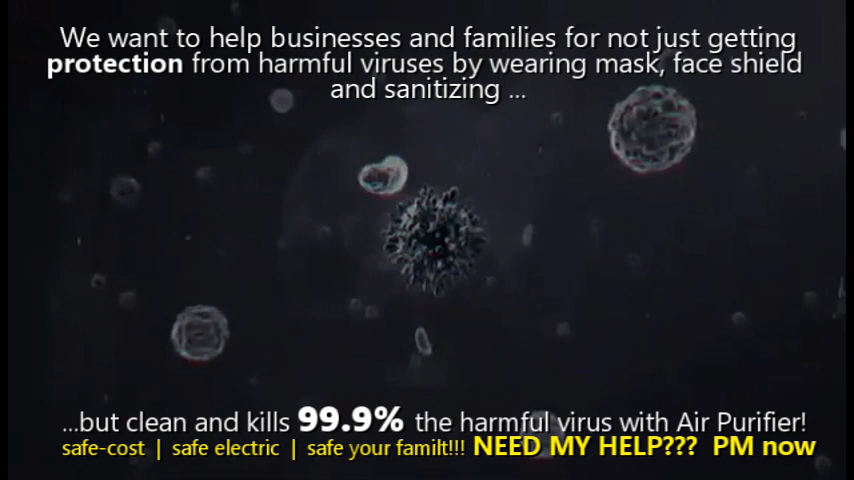 We want to help businesses and families for not just getting
protection from harmful viruses by wearing mask, face shield
and sanitizing ...
...but clean and kills 99.9% the harmful virus with Air Purifier!
safe-cost | safe electric | safe your familt!!! NEED MY HELP??? PM now